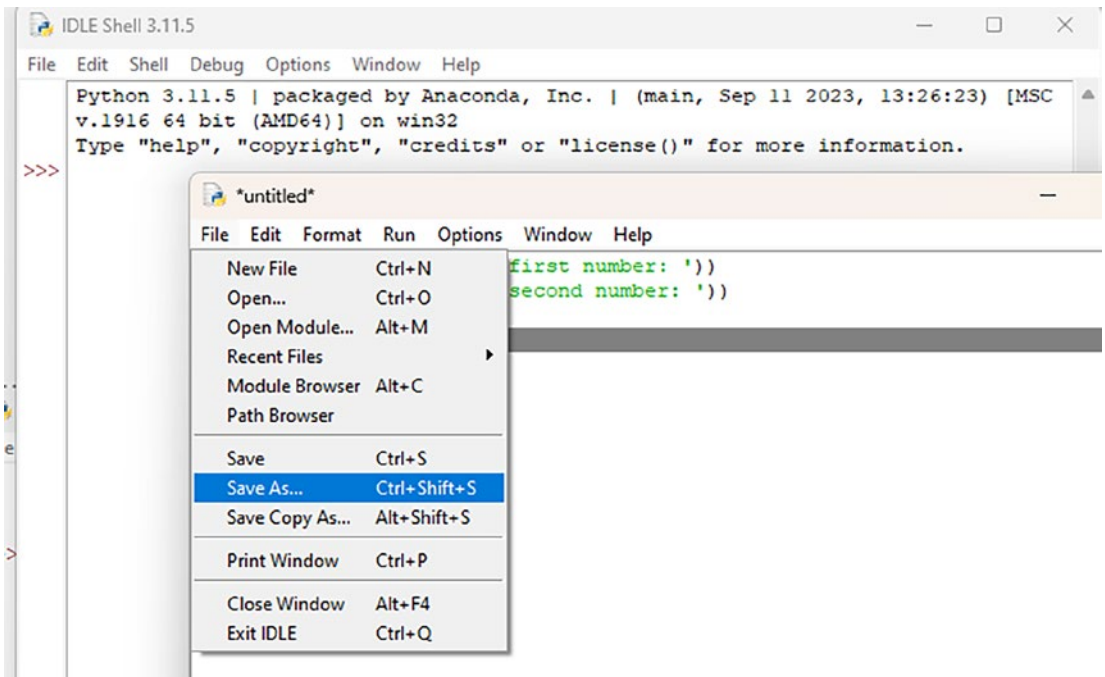 IDLE Shell 3.11.5
File Edit Shell Debug Options Window Help
Python 3.11.5 | packaged by Anaconda, Inc. | (main, Sep 11 2023, 13:26:23) [MSC
v.1916 64 bit (AMD64)] on win32
Type "help", "copyright", "credits" or "license()" for more information.
>>>
*untitled*
File Edit Format Run Options Window Help
first number: '))
second number: '))
New File Ctrl+N
Open... Ctrl+O
Open Module... Alt+M
Recent Files
Module Browser Alt+C
Path Browser
Save Ctrl+S
Save As... Ctrl+Shift+S
Save Copy As... Alt+Shift+S
Print Window Ctrl+P
Close Window Alt+F4
Exit IDLE Ctrl+Q